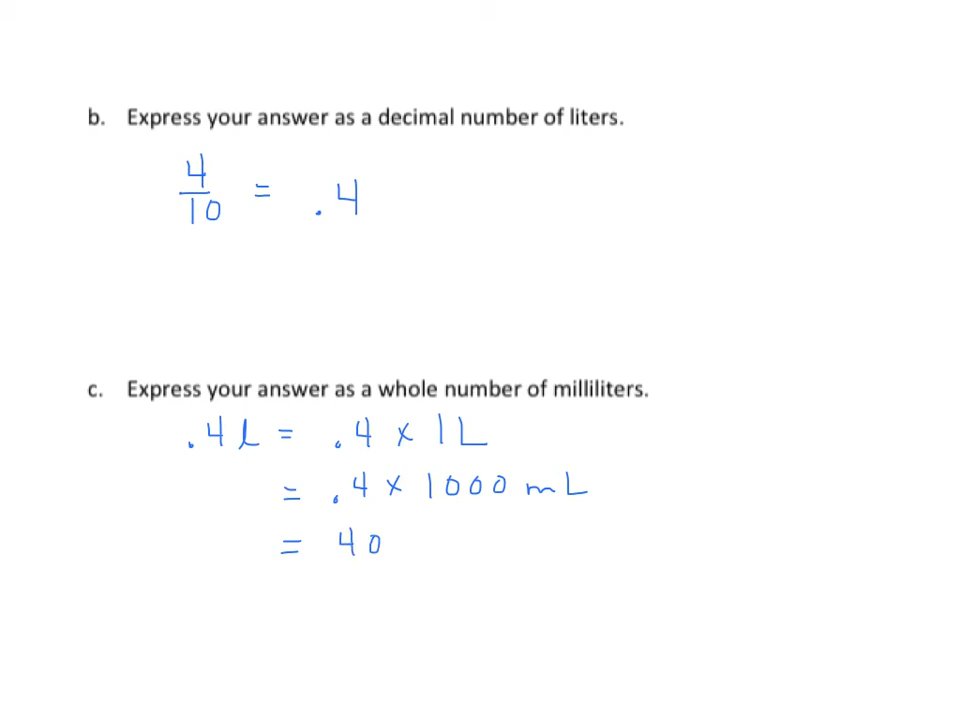 b. Express your answer as a decimal number of liters.
4/10 = .4
c. Express your answer as a whole number of milliliters.
.4 l = .4 x 1 L
= .4 x 1000 mL
= 40